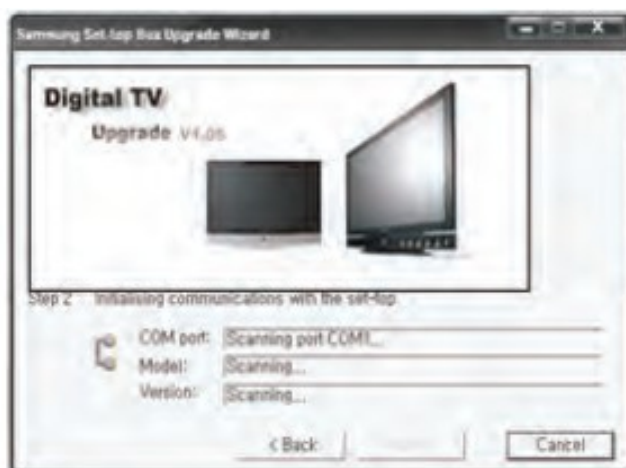 Samsung Set-top Box Upgrade Wizard
Digital TV
Upgrade V4.05
Step 2 Initialising communications with the set-top
COM port: Scanning port COM1...
Model: Scanning...
Version: Scanning...
< Back
Cancel